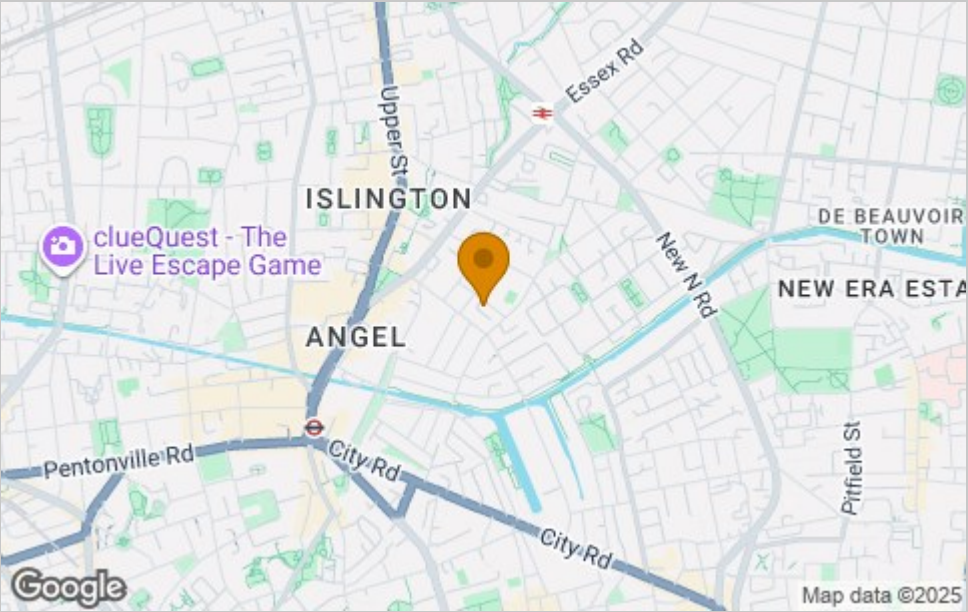 Essex Rd
Upper St
ISLINGTON
DE BEAUVOIR
TOWN
clueQuest - The
Live Escape Game
New N Rd
NEW ERA ESTA
ANGEL
Pitfield St
Pentonville Rd
City Rd
City Rd
Google
Map data ©2025